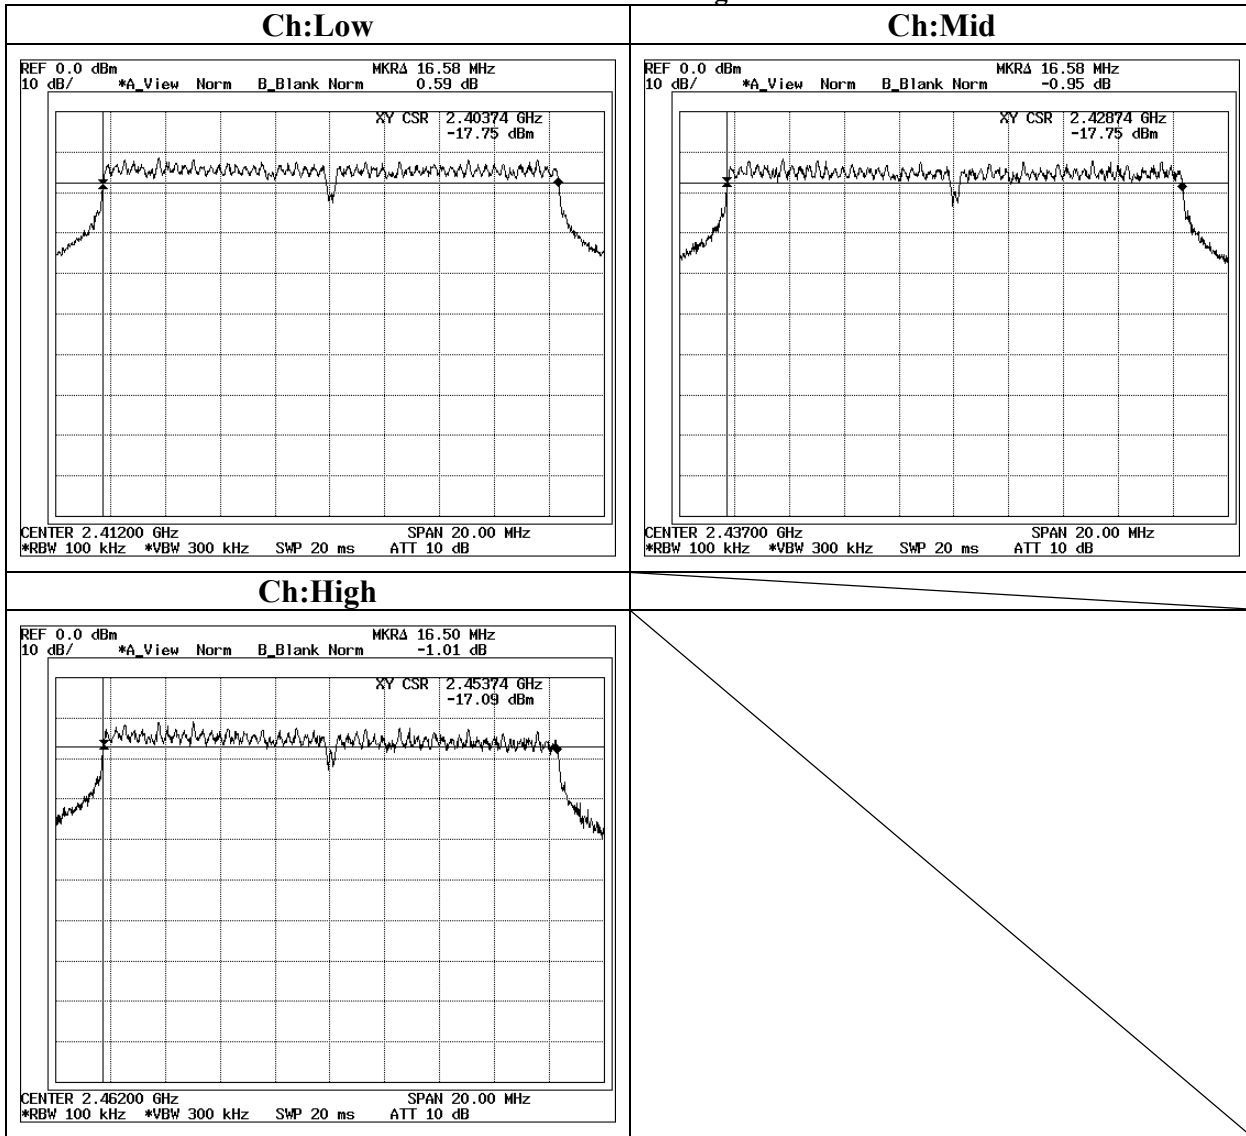 Ch:Low
Ch:Mid
REF 0.0 dBm MKRΔ 16.58 MHz
10 dB/ *A_View Norm B_Blank Norm 0.59 dB
XY CSR 2.40374 GHz
-17.75 dBm
CENTER 2.41200 GHz SPAN 20.00 MHz
*RBW 100 kHz *VBW 300 kHz SWP 20 ms ATT 10 dB
REF 0.0 dBm MKRΔ 16.58 MHz
10 dB/ *A_View Norm B_Blank Norm -0.95 dB
XY CSR 2.42874 GHz
-17.75 dBm
CENTER 2.43700 GHz SPAN 20.00 MHz
*RBW 100 kHz *VBW 300 kHz SWP 20 ms ATT 10 dB
Ch:High
REF 0.0 dBm MKRΔ 16.50 MHz
10 dB/ *A_View Norm B_Blank Norm -1.01 dB
XY CSR 2.45374 GHz
-17.09 dBm
CENTER 2.46200 GHz SPAN 20.00 MHz
*RBW 100 kHz *VBW 300 kHz SWP 20 ms ATT 10 dB